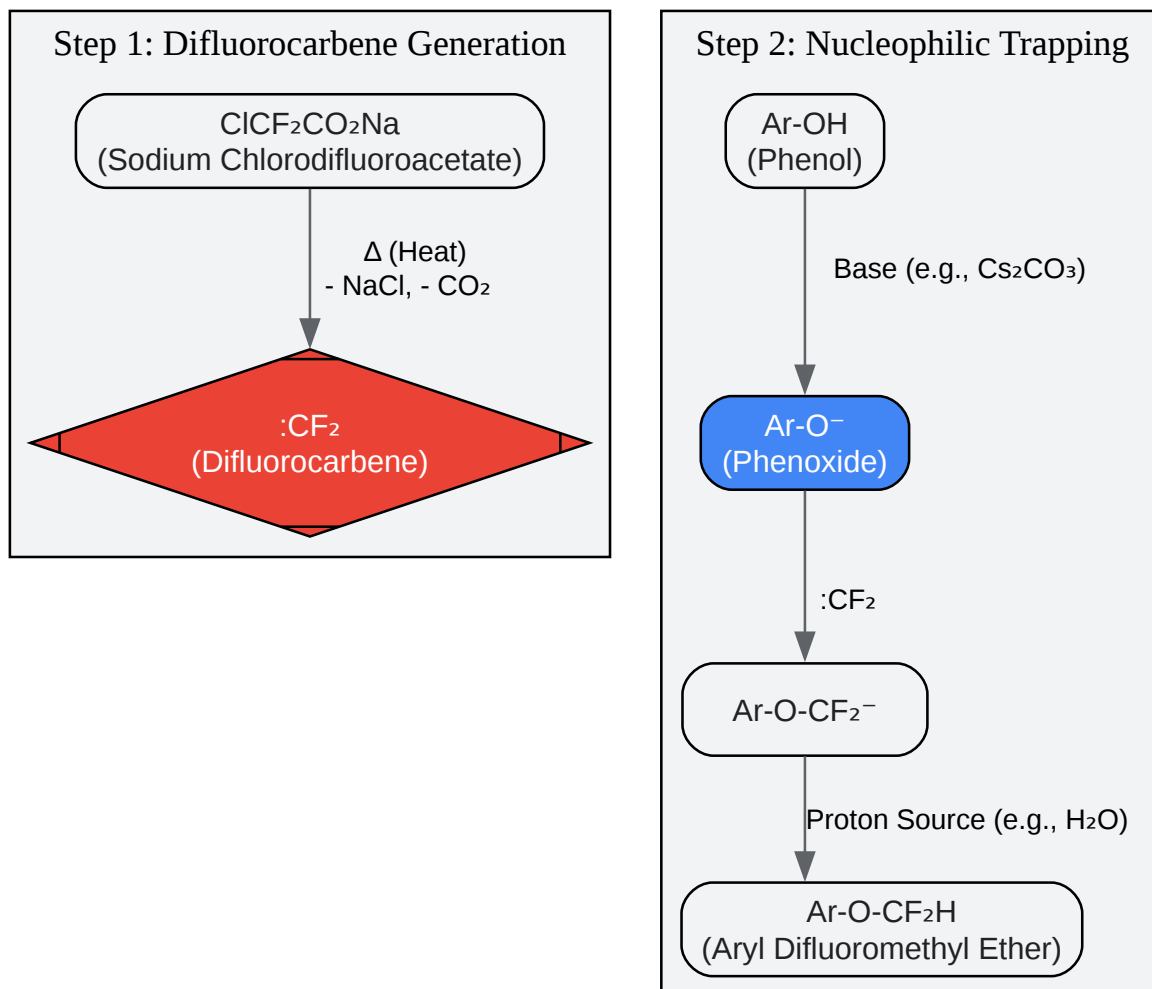 Step 1: Difluorocarbene Generation
ClCF₂CO₂Na
(Sodium Chlorodifluoroacetate)
Δ (Heat)
- NaCl, - CO₂
:CF₂
(Difluorocarbene)
Step 2: Nucleophilic Trapping
Ar-OH
(Phenol)
Base (e.g., Cs₂CO₃)
Ar-O⁻
(Phenoxide)
:CF₂
Ar-O-CF₂⁻
Proton Source (e.g., H₂O)
Ar-O-CF₂H
(Aryl Difluoromethyl Ether)